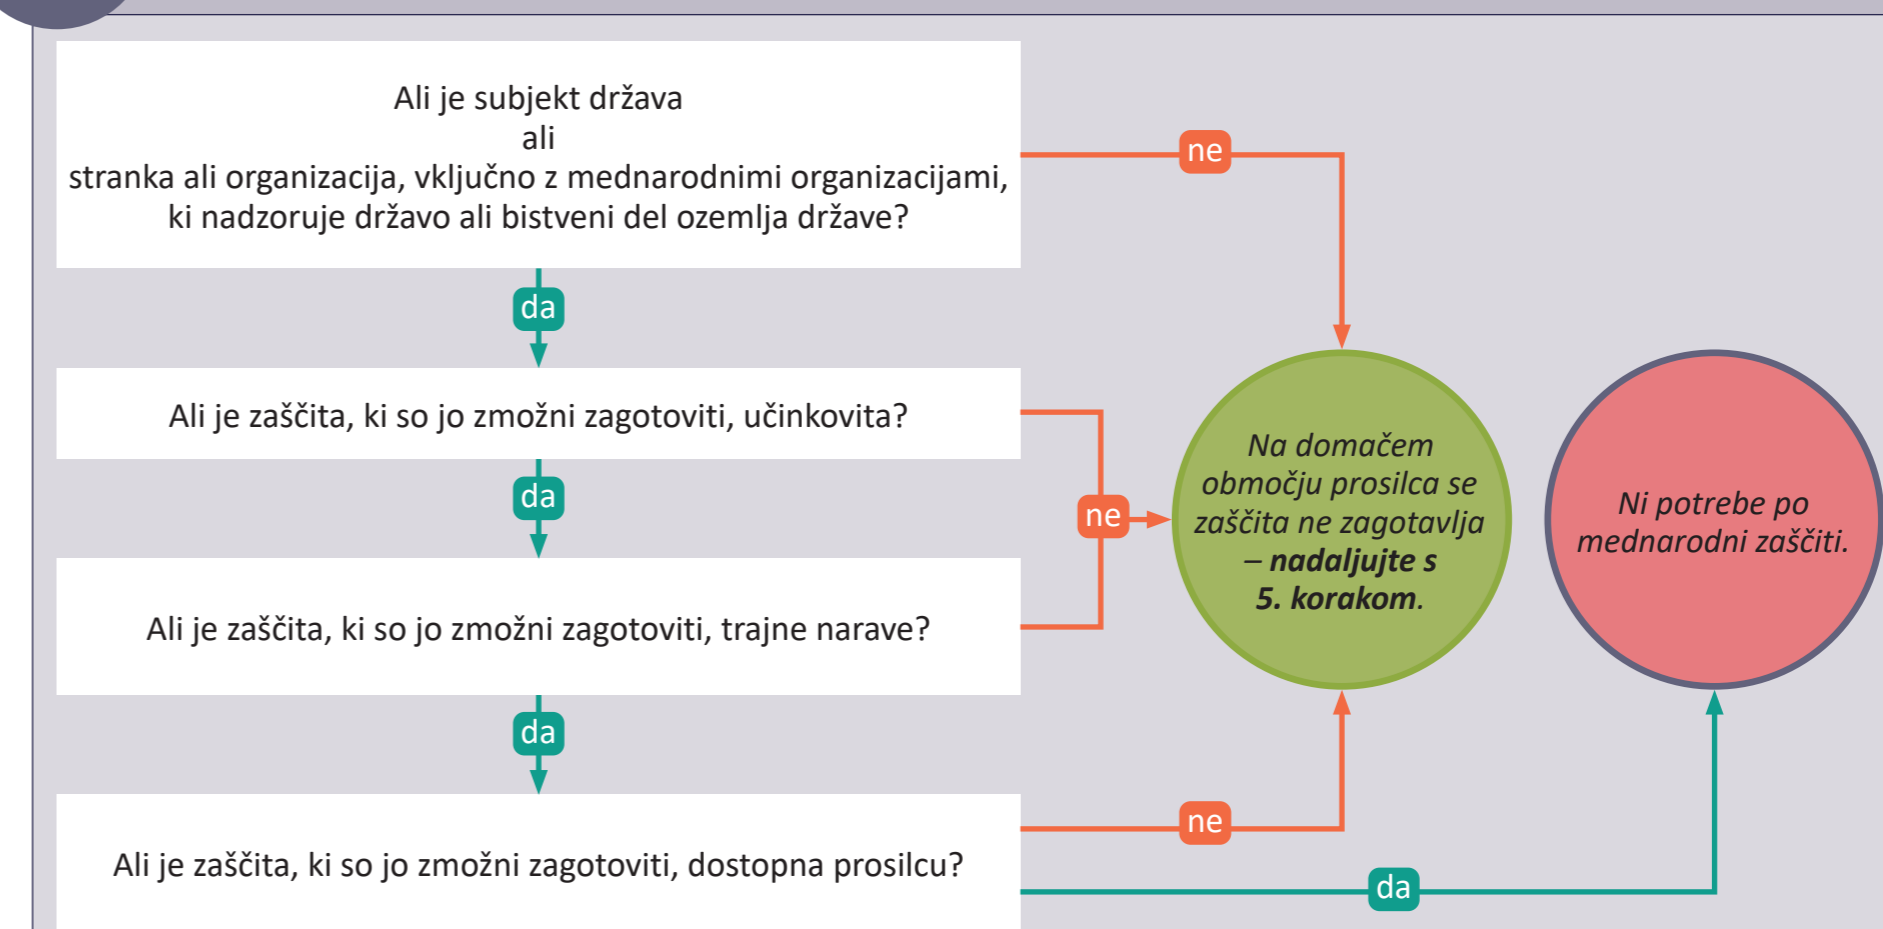 Ali je subjekt država
ali
stranka ali organizacija, vključno z mednarodnimi organizacijami,
ki nadzoruje državo ali bistveni del ozemlja države?
ne
da
Ali je zaščita, ki so jo zmožni zagotoviti, učinkovita?
da
ne
Ali je zaščita, ki so jo zmožni zagotoviti, trajne narave?
da
Ali je zaščita, ki so jo zmožni zagotoviti, dostopna prosilcu?
ne
da
Na domačem
območju prosilca se
zaščita ne zagotavlja
– nadaljujte s
5. korakom.
Ni potrebe po
mednarodni zaščiti.